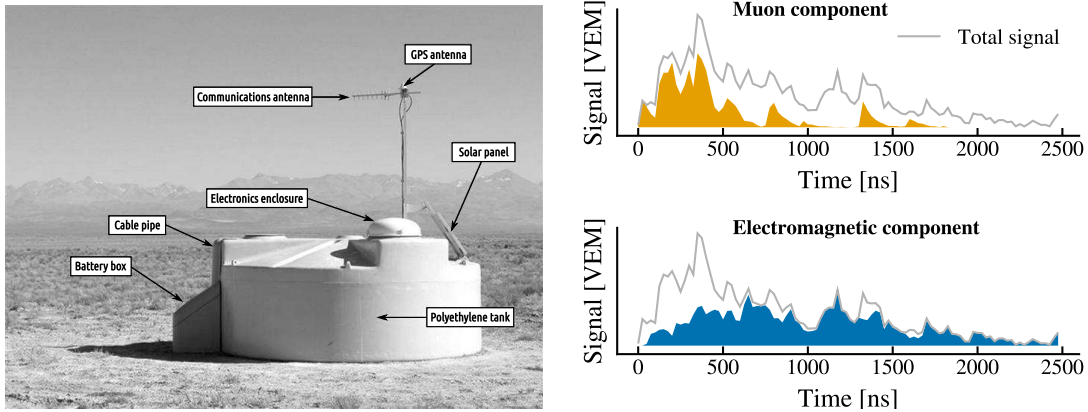 GPS antenna
Communications antenna
Solar panel
Electronics enclosure
Cable pipe
Battery box
Polyethylene tank
Muon component
Total signal
Signal [VEM]
0 500 1000 1500 2000 2500
Time [ns]
Electromagnetic component
Signal [VEM]
0 500 1000 1500 2000 2500
Time [ns]